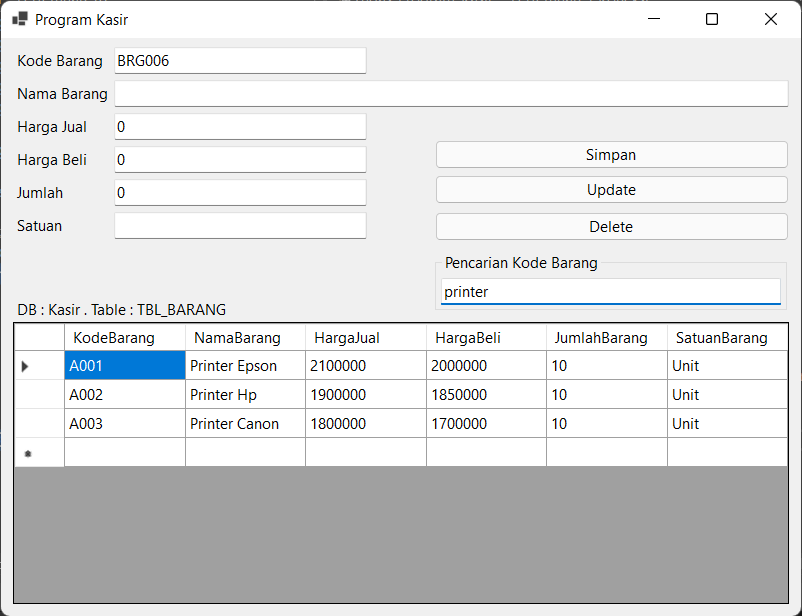 Program Kasir
Kode Barang BRG006
Nama Barang
Harga Jual 0
Harga Beli 0
Jumlah 0
Satuan
Simpan
Update
Delete
Pencarian Kode Barang
printer
DB : Kasir . Table : TBL_BARANG
KodeBarang NamaBarang HargaJual HargaBeli JumlahBarang SatuanBarang
A001 Printer Epson 2100000 2000000 10 Unit
A002 Printer Hp 1900000 1850000 10 Unit
A003 Printer Canon 1800000 1700000 10 Unit